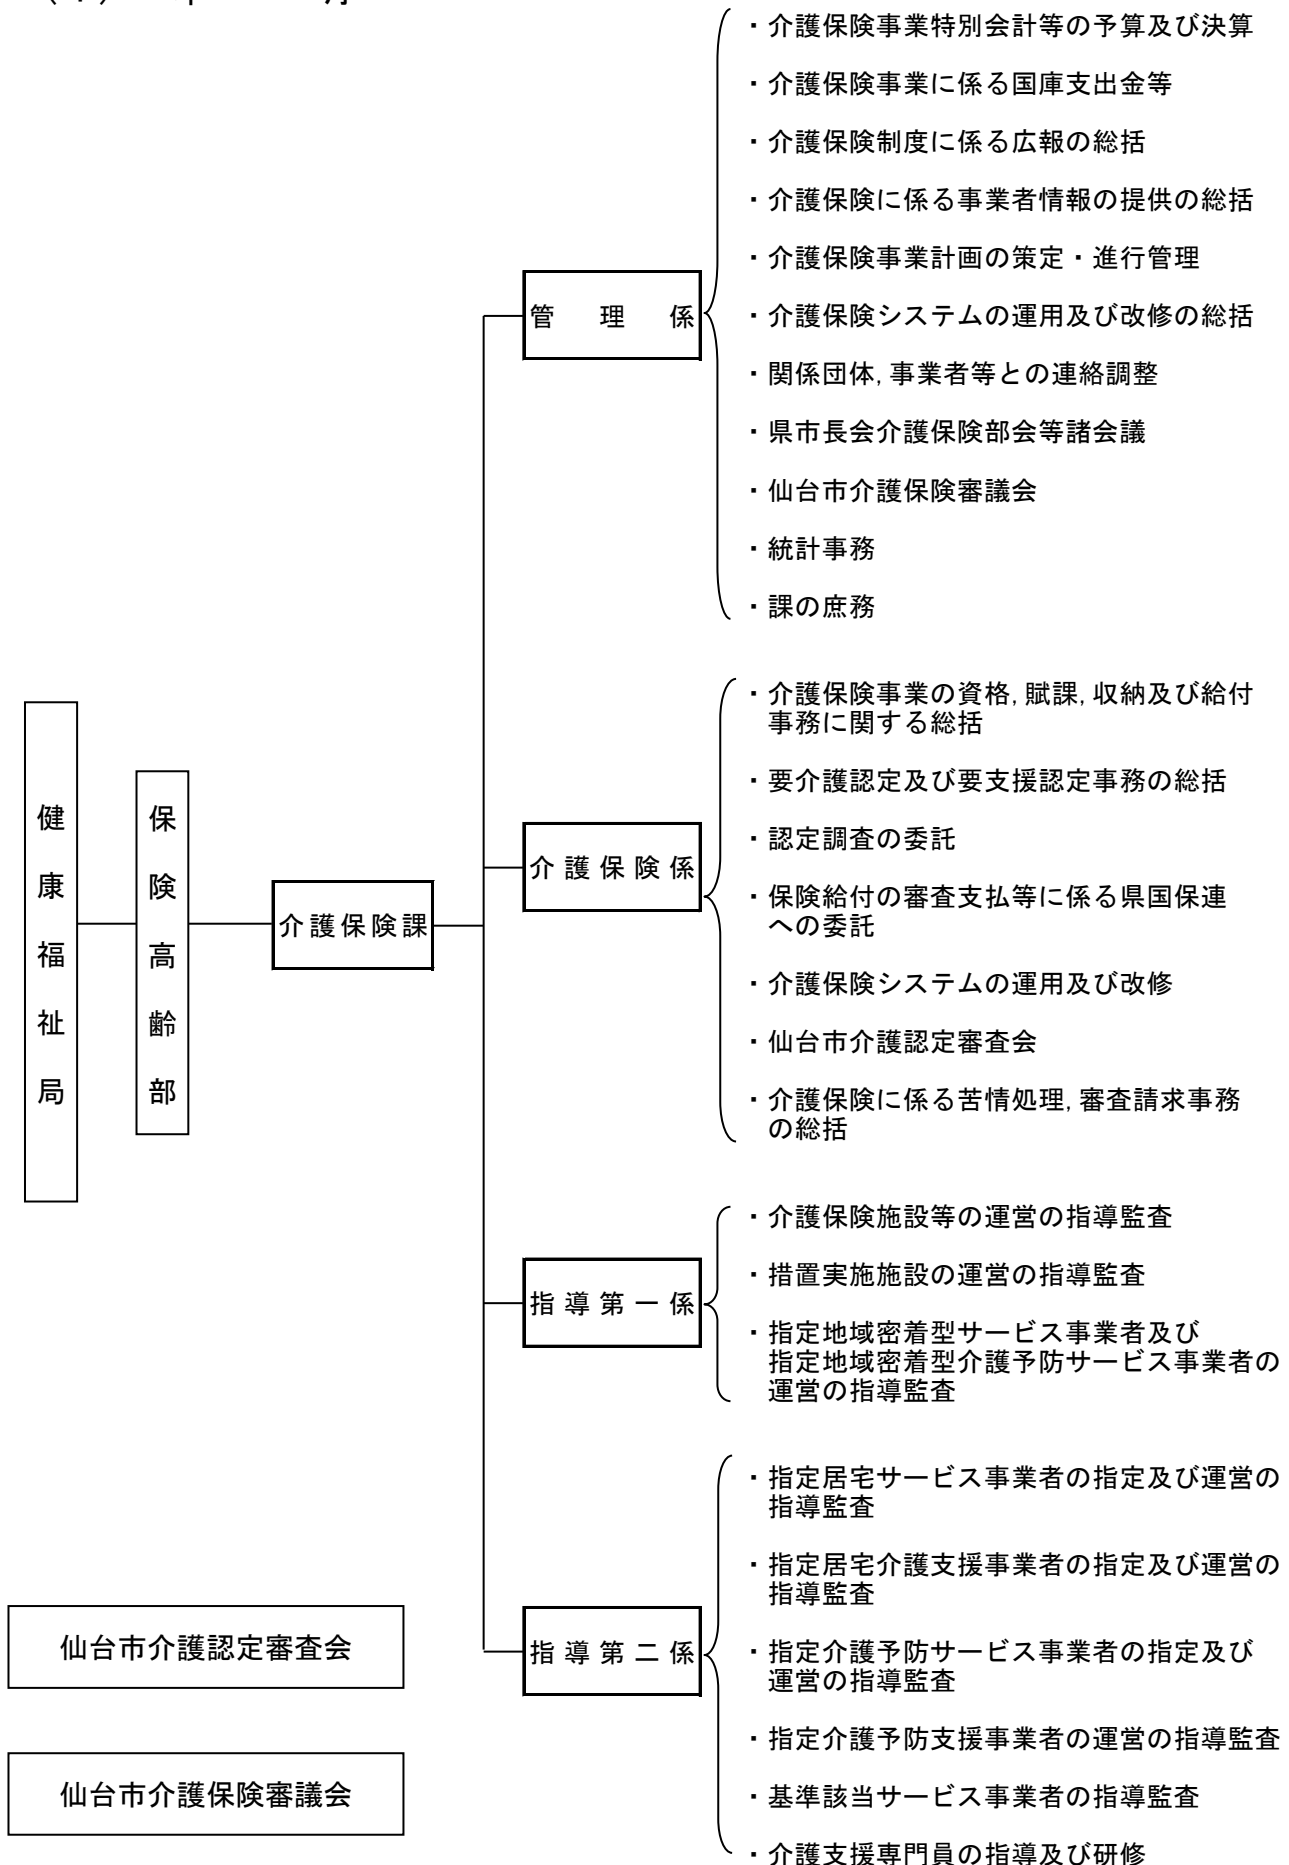 ・介護保険事業特別会計等の予算及び決算
・介護保険事業に係る国庫支出金等
・介護保険制度に係る広報の総括
・介護保険に係る事業者情報の提供の総括
・介護保険事業計画の策定・進行管理
・介護保険システムの運用及び改修の総括
・関係団体,事業者等との連絡調整
・県市長会介護保険部会等諸会議
・仙台市介護保険審議会
・統計事務
・課の庶務
管理係
・介護保険事業の資格,賦課,収納及び給付
事務に関する総括
・要介護認定及び要支援認定事務の総括
・認定調査の委託
・保険給付の審査支払等に係る県国保連
への委託
・介護保険システムの運用及び改修
・仙台市介護認定審査会
・介護保険に係る苦情処理,審査請求事務
の総括
介護保険係
健康福祉局
保険高齢部
介護保険課
・介護保険施設等の運営の指導監査
・措置実施施設の運営の指導監査
・指定地域密着型サービス事業者及び
指定地域密着型介護予防サービス事業者の
運営の指導監査
指導第一係
・指定居宅サービス事業者の指定及び運営の
指導監査
・指定居宅介護支援事業者の指定及び運営の
指導監査
・指定介護予防サービス事業者の指定及び
運営の指導監査
・指定介護予防支援事業者の運営の指導監査
・基準該当サービス事業者の指導監査
・介護支援専門員の指導及び研修
指導第二係
仙台市介護認定審査会
仙台市介護保険審議会